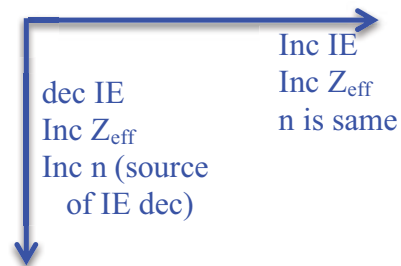 Inc IE
Inc Zeff
n is same
dec IE
Inc Zeff
Inc n (source
of IE dec)